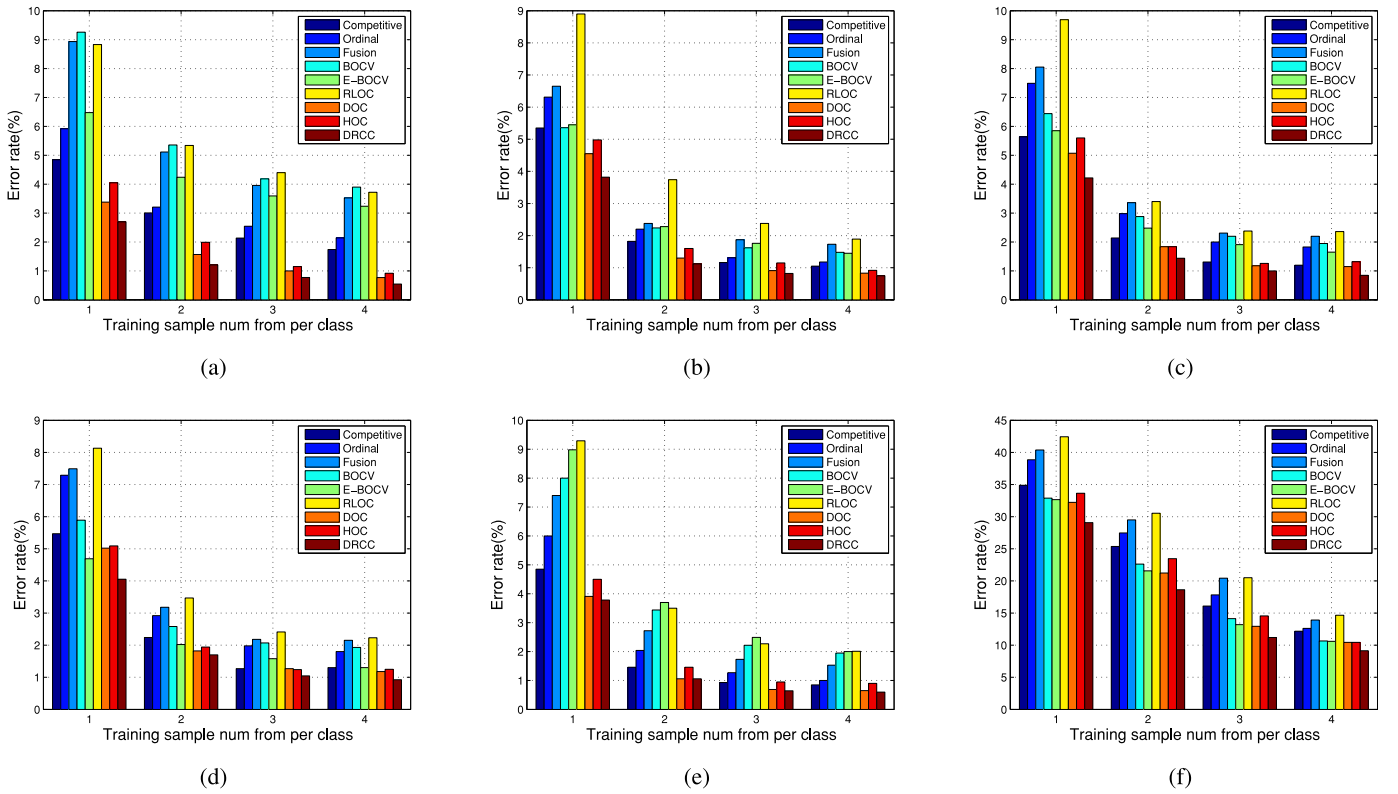 Error rate(%)
10
9
8
7
6
5
4
3
2
1
0
Competitive
Ordinal
Fusion
BOCV
E-BOCV
RLOC
DOC
HOC
DRCC
1 2 3 4
Training sample num from per class
(a)
Error rate(%)
9
8
7
6
5
4
3
2
1
0
Competitive
Ordinal
Fusion
BOCV
E-BOCV
RLOC
DOC
HOC
DRCC
1 2 3 4
Training sample num from per class
(b)
Error rate(%)
10
9
8
7
6
5
4
3
2
1
0
Competitive
Ordinal
Fusion
BOCV
E-BOCV
RLOC
DOC
HOC
DRCC
1 2 3 4
Training sample num from per class
(c)
Error rate(%)
9
8
7
6
5
4
3
2
1
0
Competitive
Ordinal
Fusion
BOCV
E-BOCV
RLOC
DOC
HOC
DRCC
1 2 3 4
Training sample num from per class
(d)
Error rate(%)
10
9
8
7
6
5
4
3
2
1
0
Competitive
Ordinal
Fusion
BOCV
E-BOCV
RLOC
DOC
HOC
DRCC
1 2 3 4
Training sample num from per class
(e)
Error rate(%)
45
40
35
30
25
20
15
10
5
0
Competitive
Ordinal
Fusion
BOCV
E-BOCV
RLOC
DOC
HOC
DRCC
1 2 3 4
Training sample num from per class
(f)